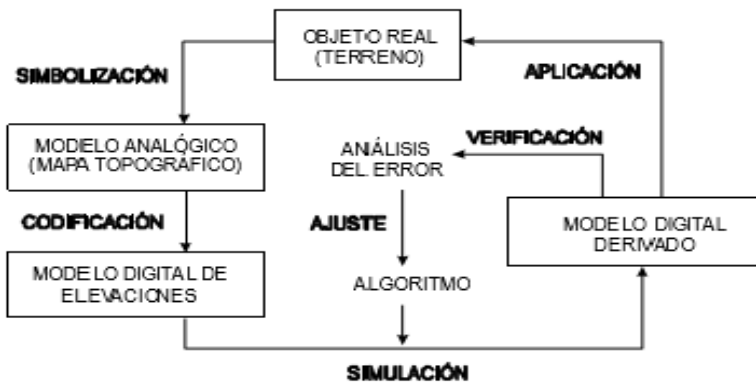 OBJETO REAL
(TERRENO)
SIMBOLIZACIÓN
APLICACIÓN
MODELO ANALÓGICO
(MAPA TOPOGRÁFICO)
ANÁLISIS
DEL ERROR
VERIFICACIÓN
CODIFICACIÓN
AJUSTE
MODELO DIGITAL
DERIVADO
MODELO DIGITAL DE
ELEVACIONES
ALGORITMO
SIMULACIÓN